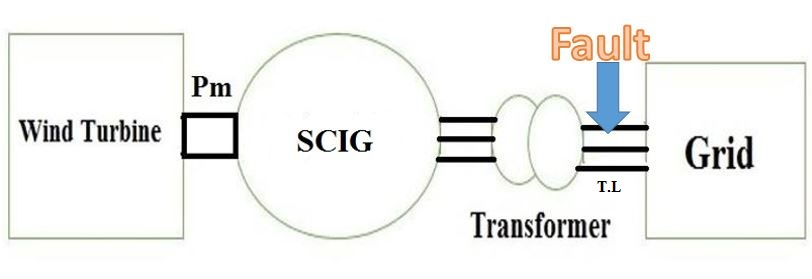 Fault
Pm
Wind Turbine
SCIG
Grid
T.L
Transformer